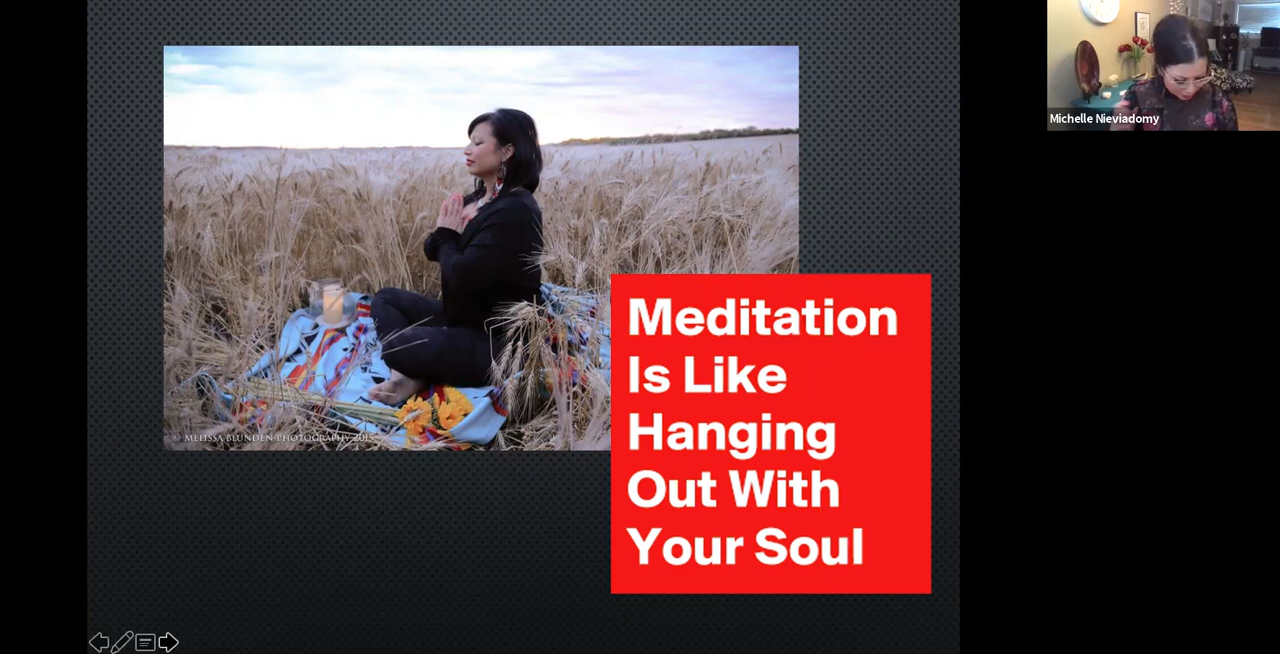 Michelle Nieviadomy
Meditation
Is Like
Hanging
Out With
Your Soul
© MELISSA BLUNDEN PHOTOGRAPHY 2015